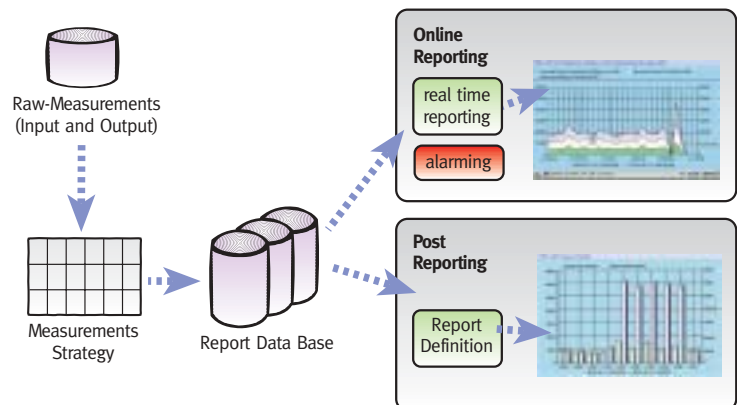 Raw-Measurements
(Input and Output)
Measurements
Strategy
Report Data Base
Online
Reporting
real time
reporting
alarming
Post
Reporting
Report
Definition